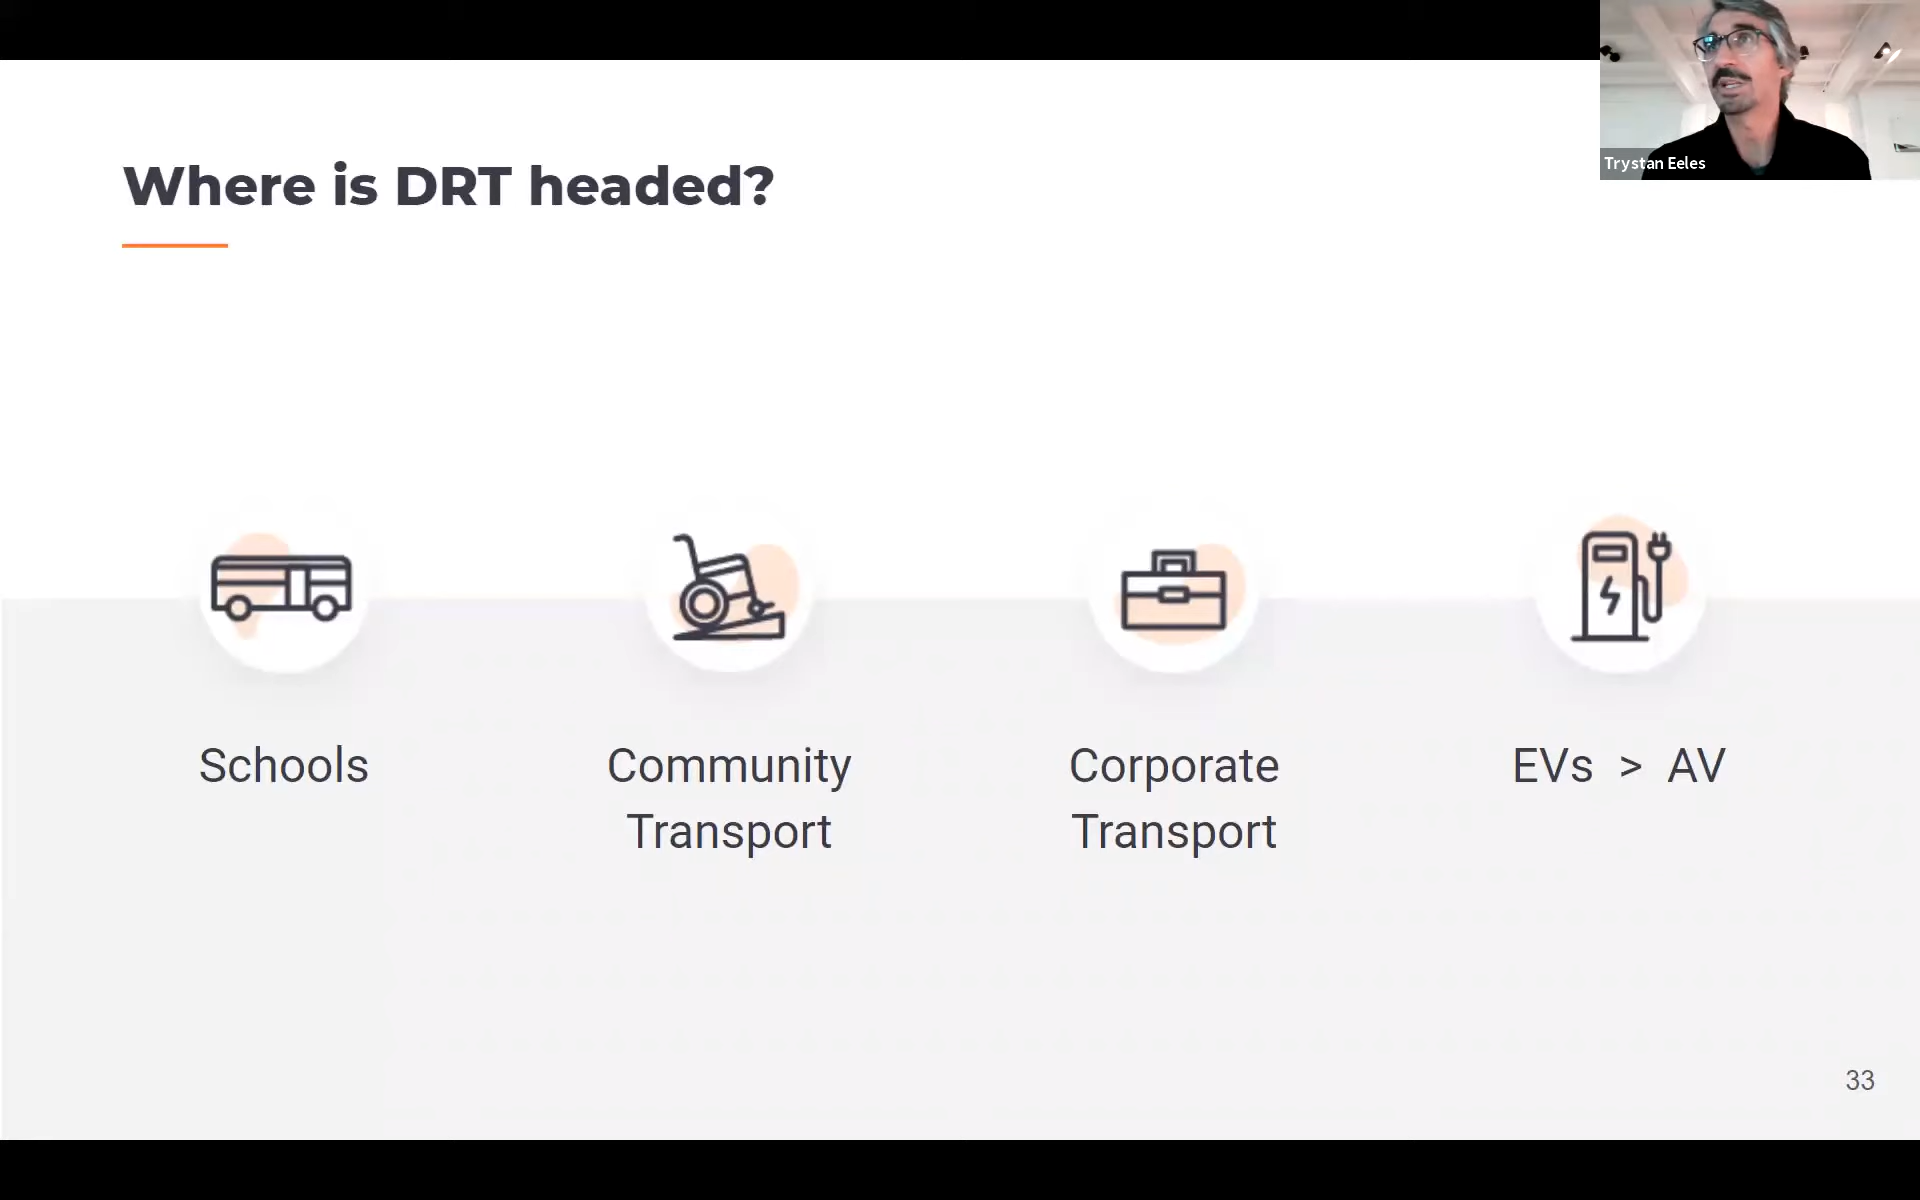 Trystan Eeles
Where is DRT headed?
Schools
Community
Transport
Corporate
Transport
EVs > AV
33